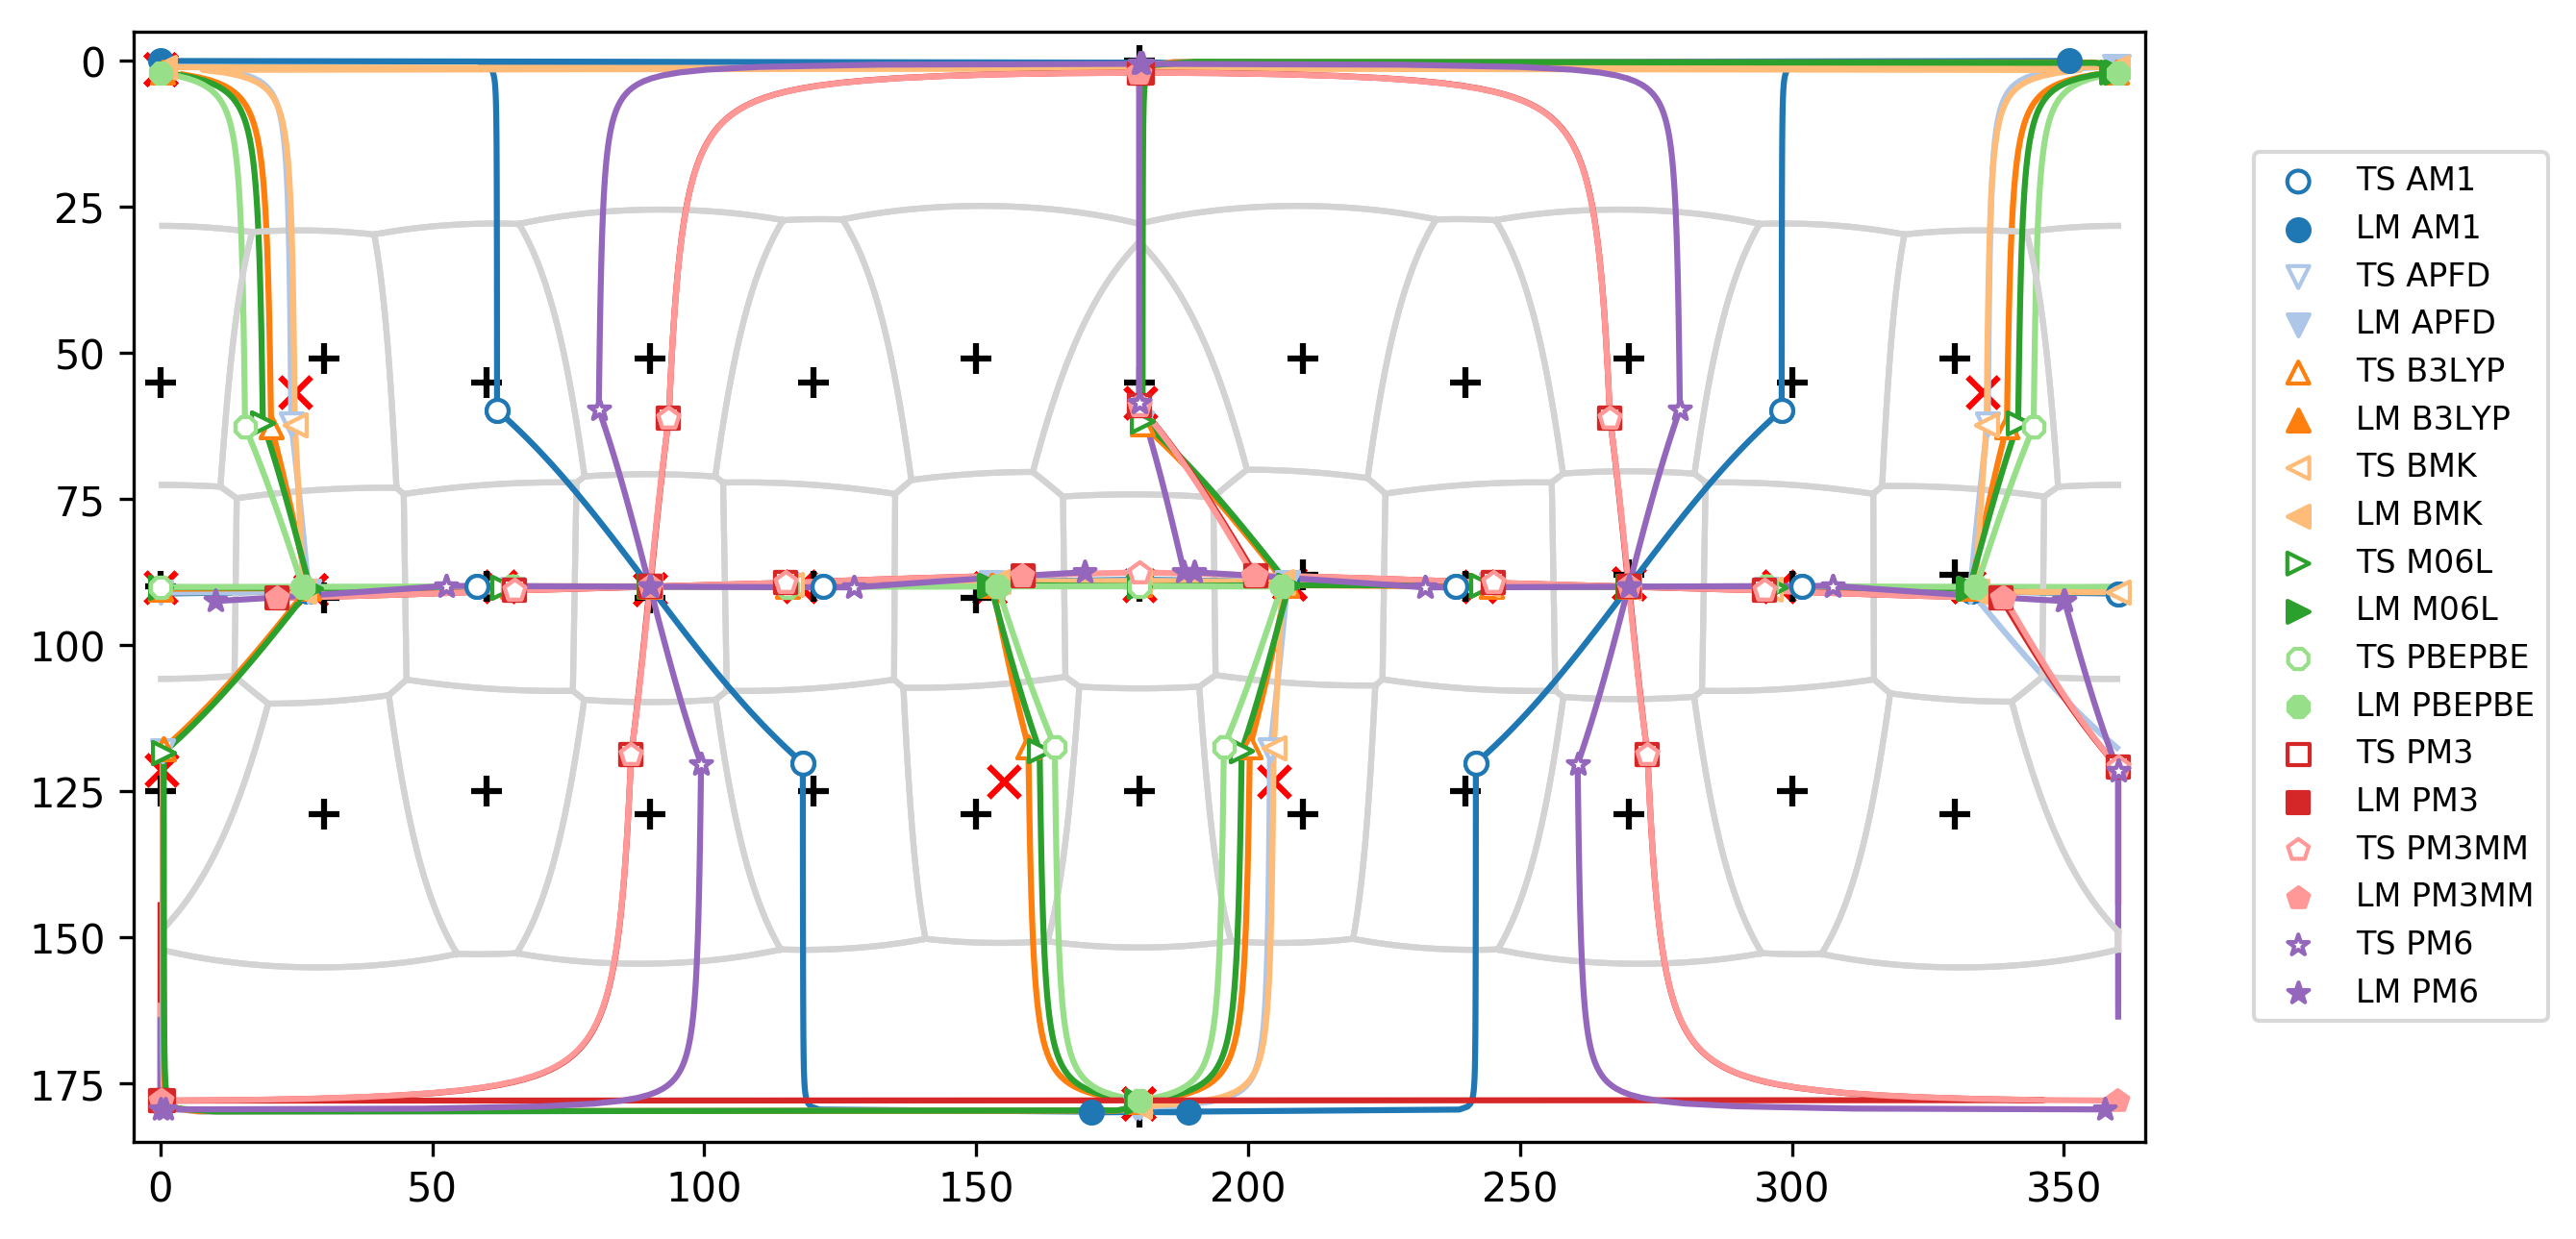 0
25
50
75
100
125
150
175
0
50
100
150
200
250
300
350
TS AM1
LM AM1
TS APFD
LM APFD
TS B3LYP
LM B3LYP
TS BMK
LM BMK
TS M06L
LM M06L
TS PBEPBE
LM PBEPBE
TS PM3
LM PM3
TS PM3MM
LM PM3MM
TS PM6
LM PM6